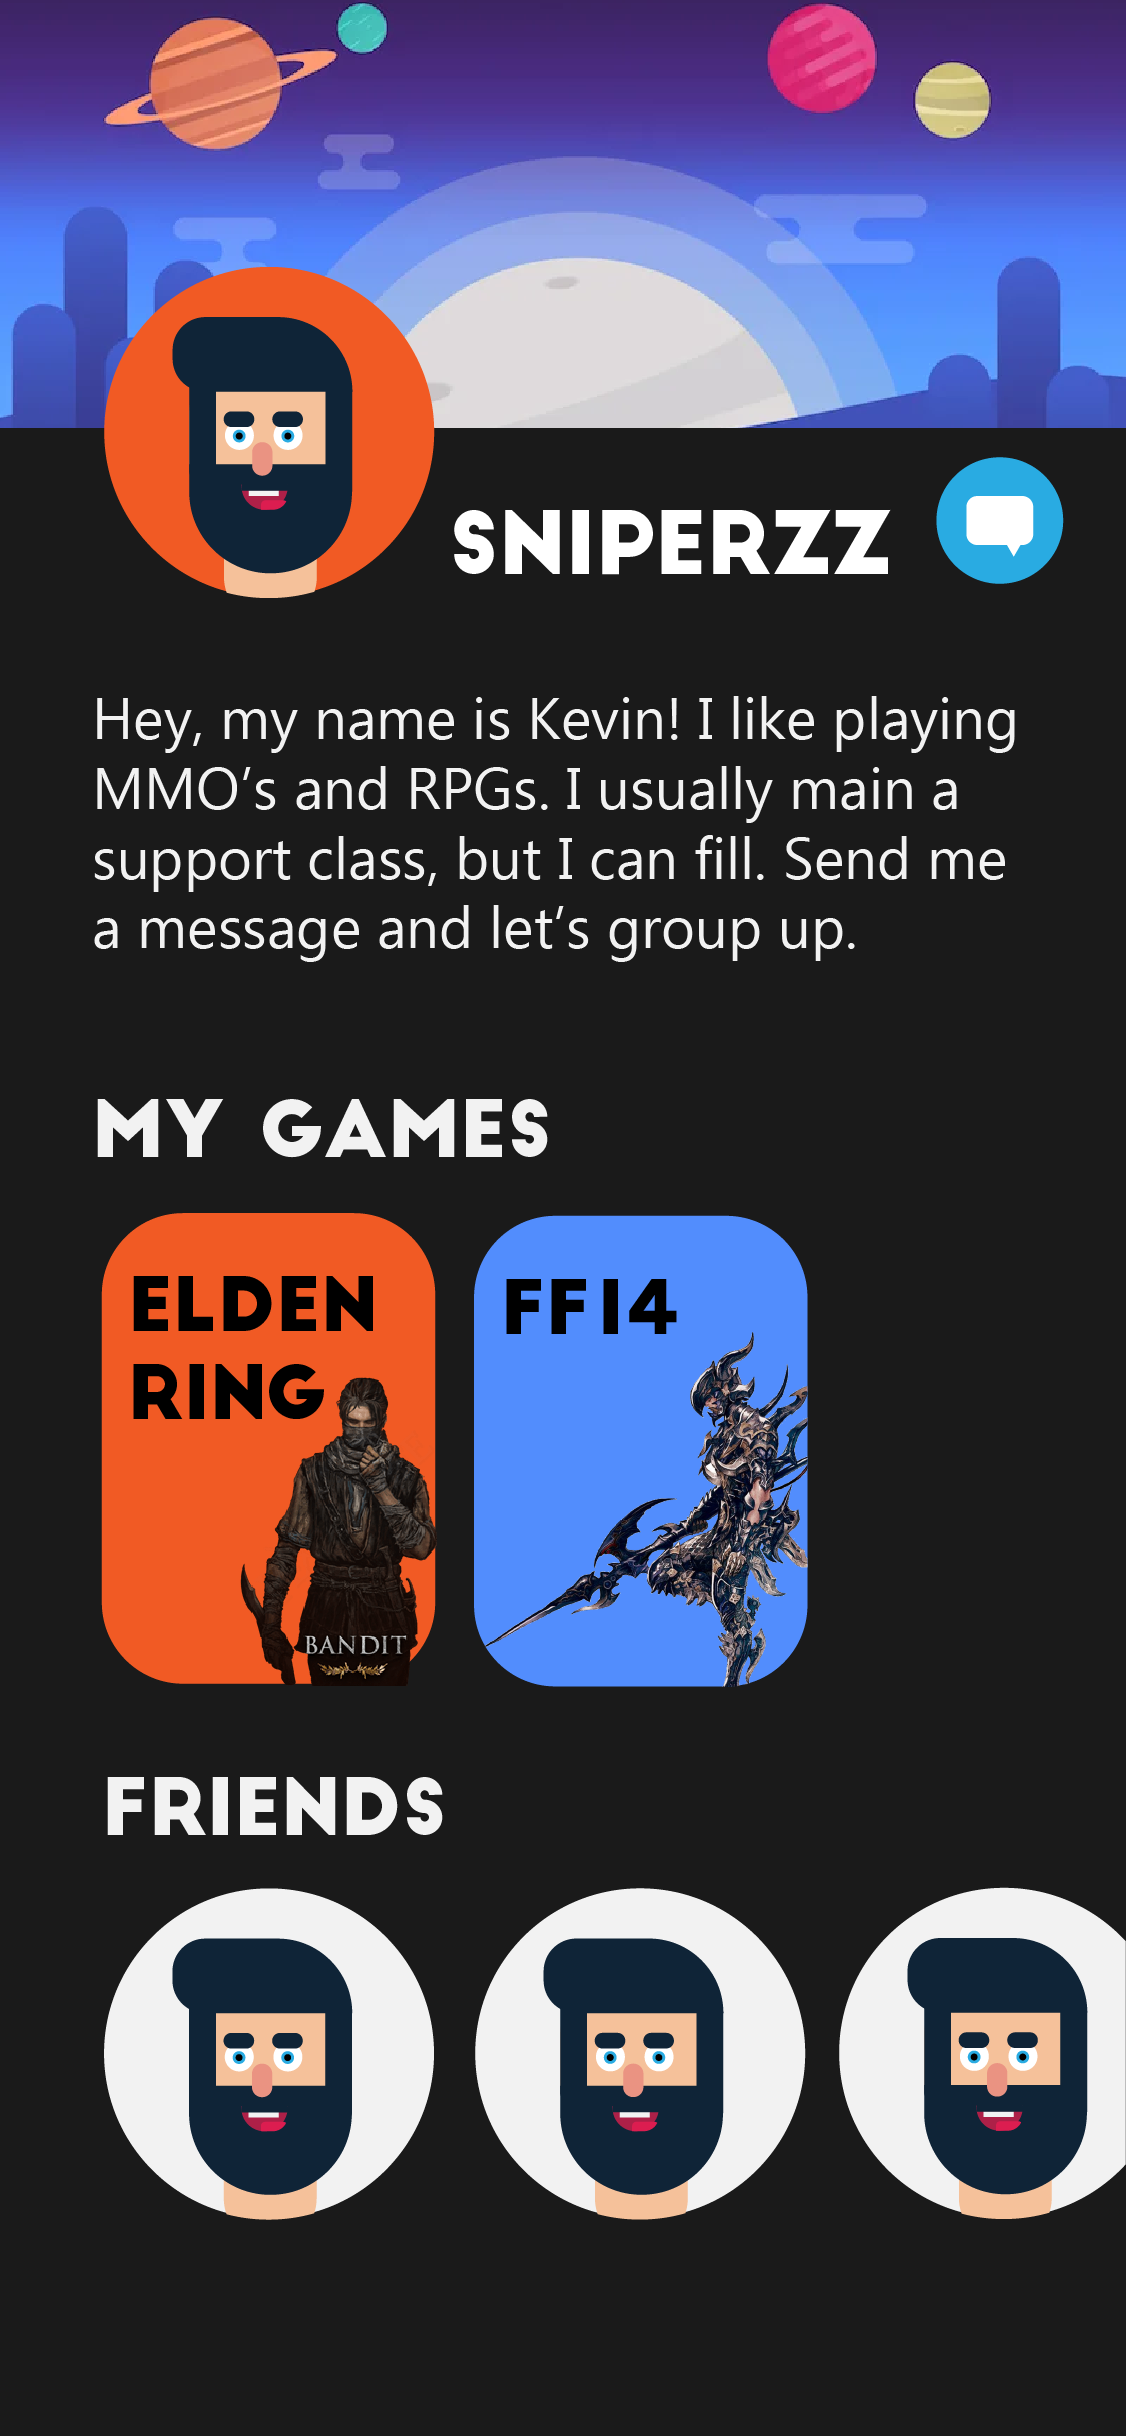 SNIPERZZ
Hey, my name is Kevin! I like playing
MMO’s and RPGs. I usually main a
support class, but I can fill. Send me
a message and let’s group up.
MY GAMES
ELDEN
RING
BANDIT
FF14
FRIENDS